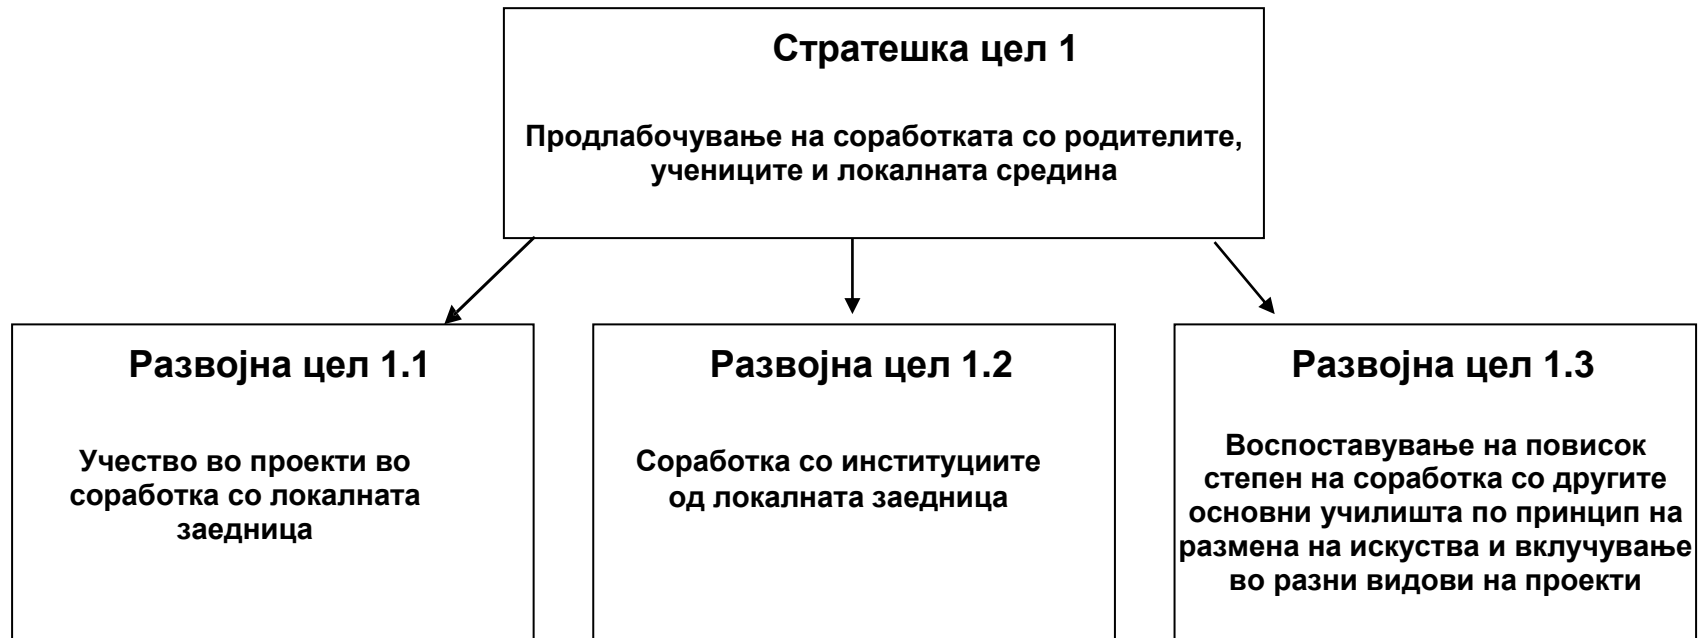 Стратешка цел 1
Продлабочување на соработката со родителите,
учениците и локалната средина
Развојна цел 1.1
Учество во проекти во
соработка со локалната
заедница
Развојна цел 1.2
Соработка со институциите
од локалната заедница
Развојна цел 1.3
Воспоставување на повисок
степен на соработка со другите
основни училишта по принцип на
размена на искуства и вклучување
во разни видови на проекти